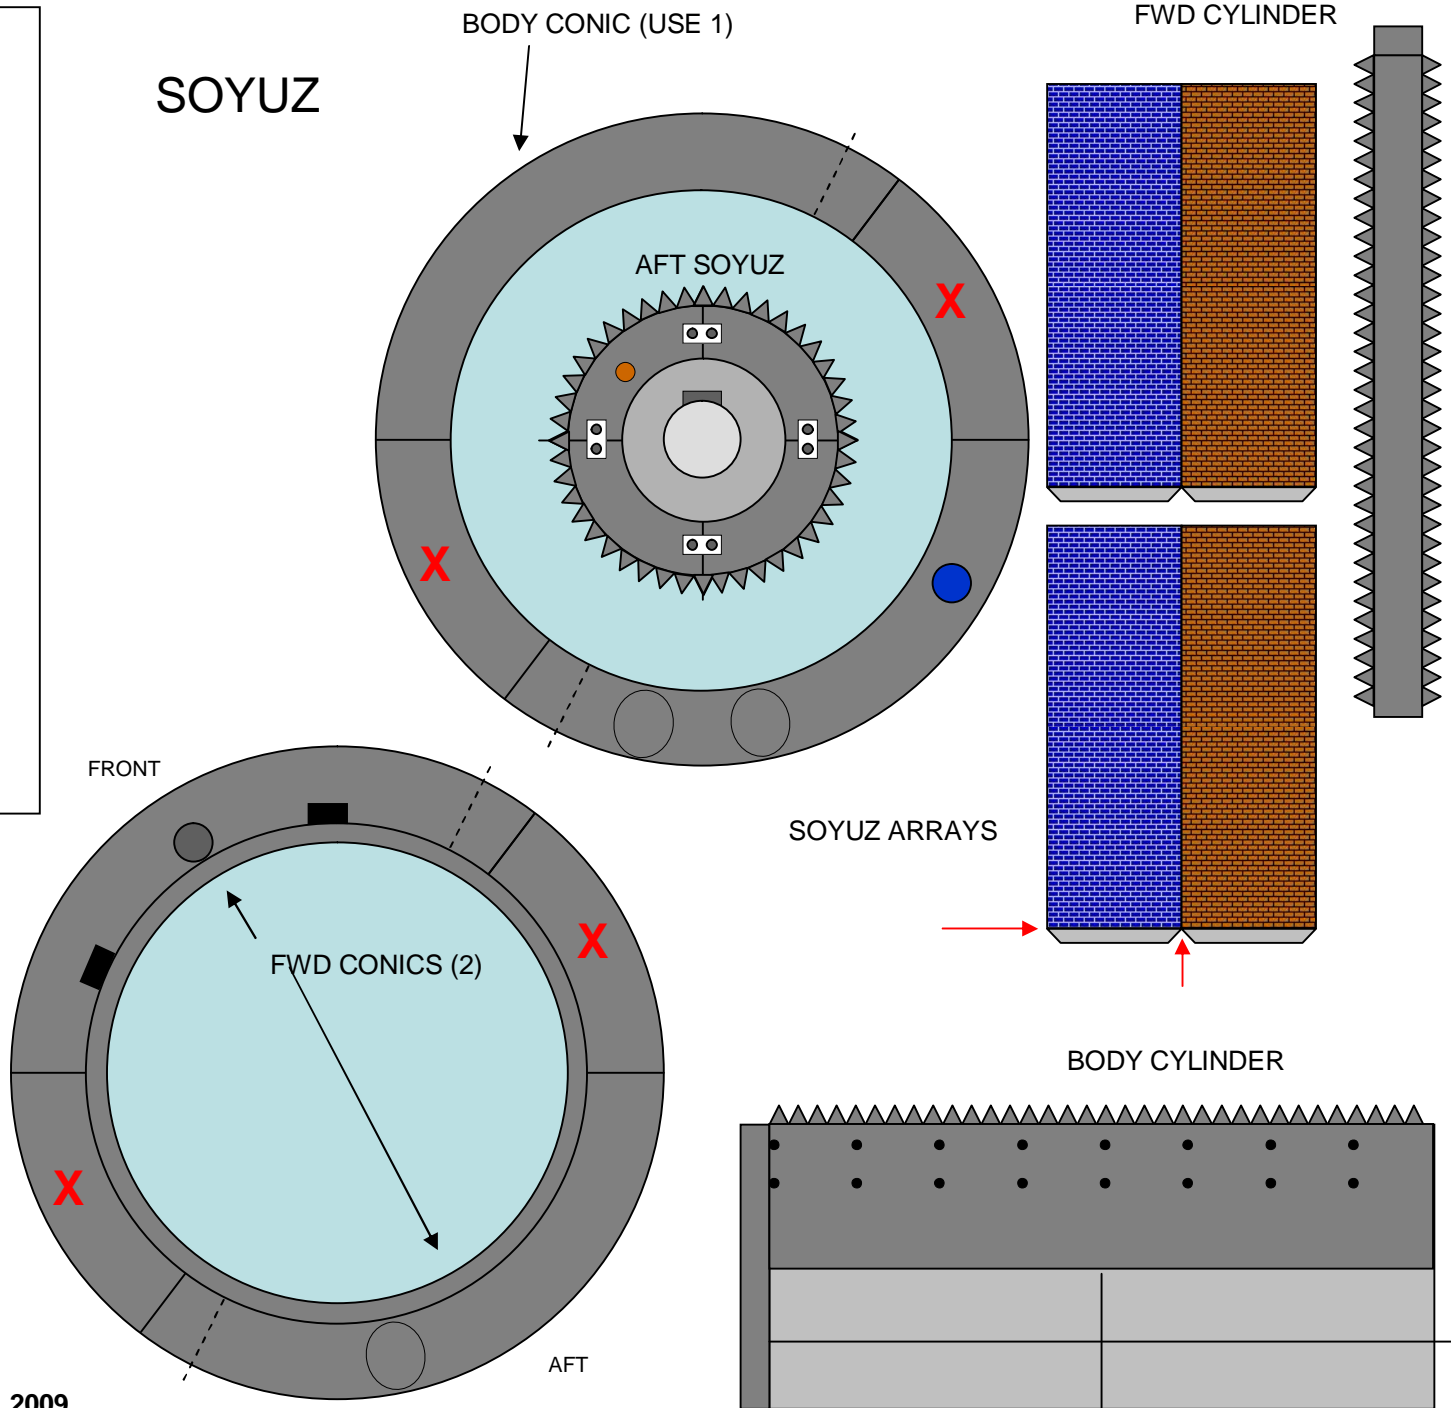 BODY CONIC (USE 1)
FWD CYLINDER
SOYUZ
AFT SOYUZ
X
X
FRONT
SOYUZ ARRAYS
X
FWD CONICS (2)
BODY CYLINDER
X
AFT
2009